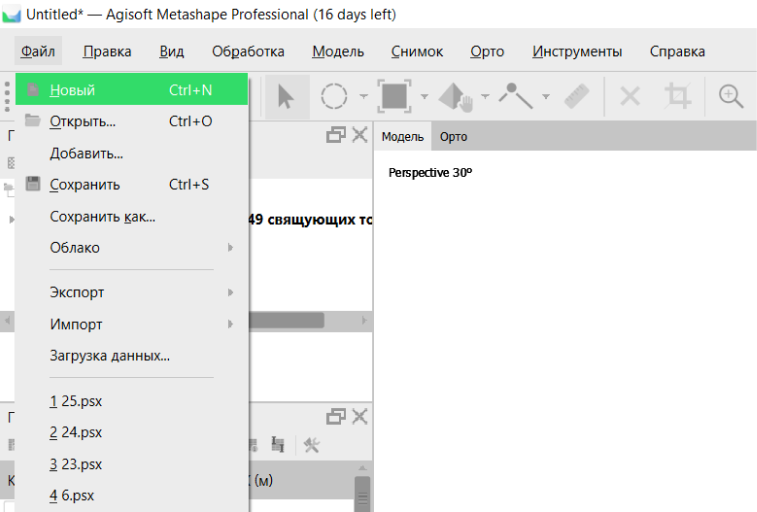 Untitled* — Agisoft Metashape Professional (16 days left)
Файл Правка Вид Обработка Модель Снимок Орто Инструменты Справка
Новый Ctrl+N
Открыть... Ctrl+O
Добавить...
Сохранить Ctrl+S
Сохранить как...
Облако
Экспорт
Импорт
Загрузка данных...
1 25.psx
2 24.psx
3 23.psx
4 6.psx
49 свящующих то
(м)
Модель Орто
Perspective 30°